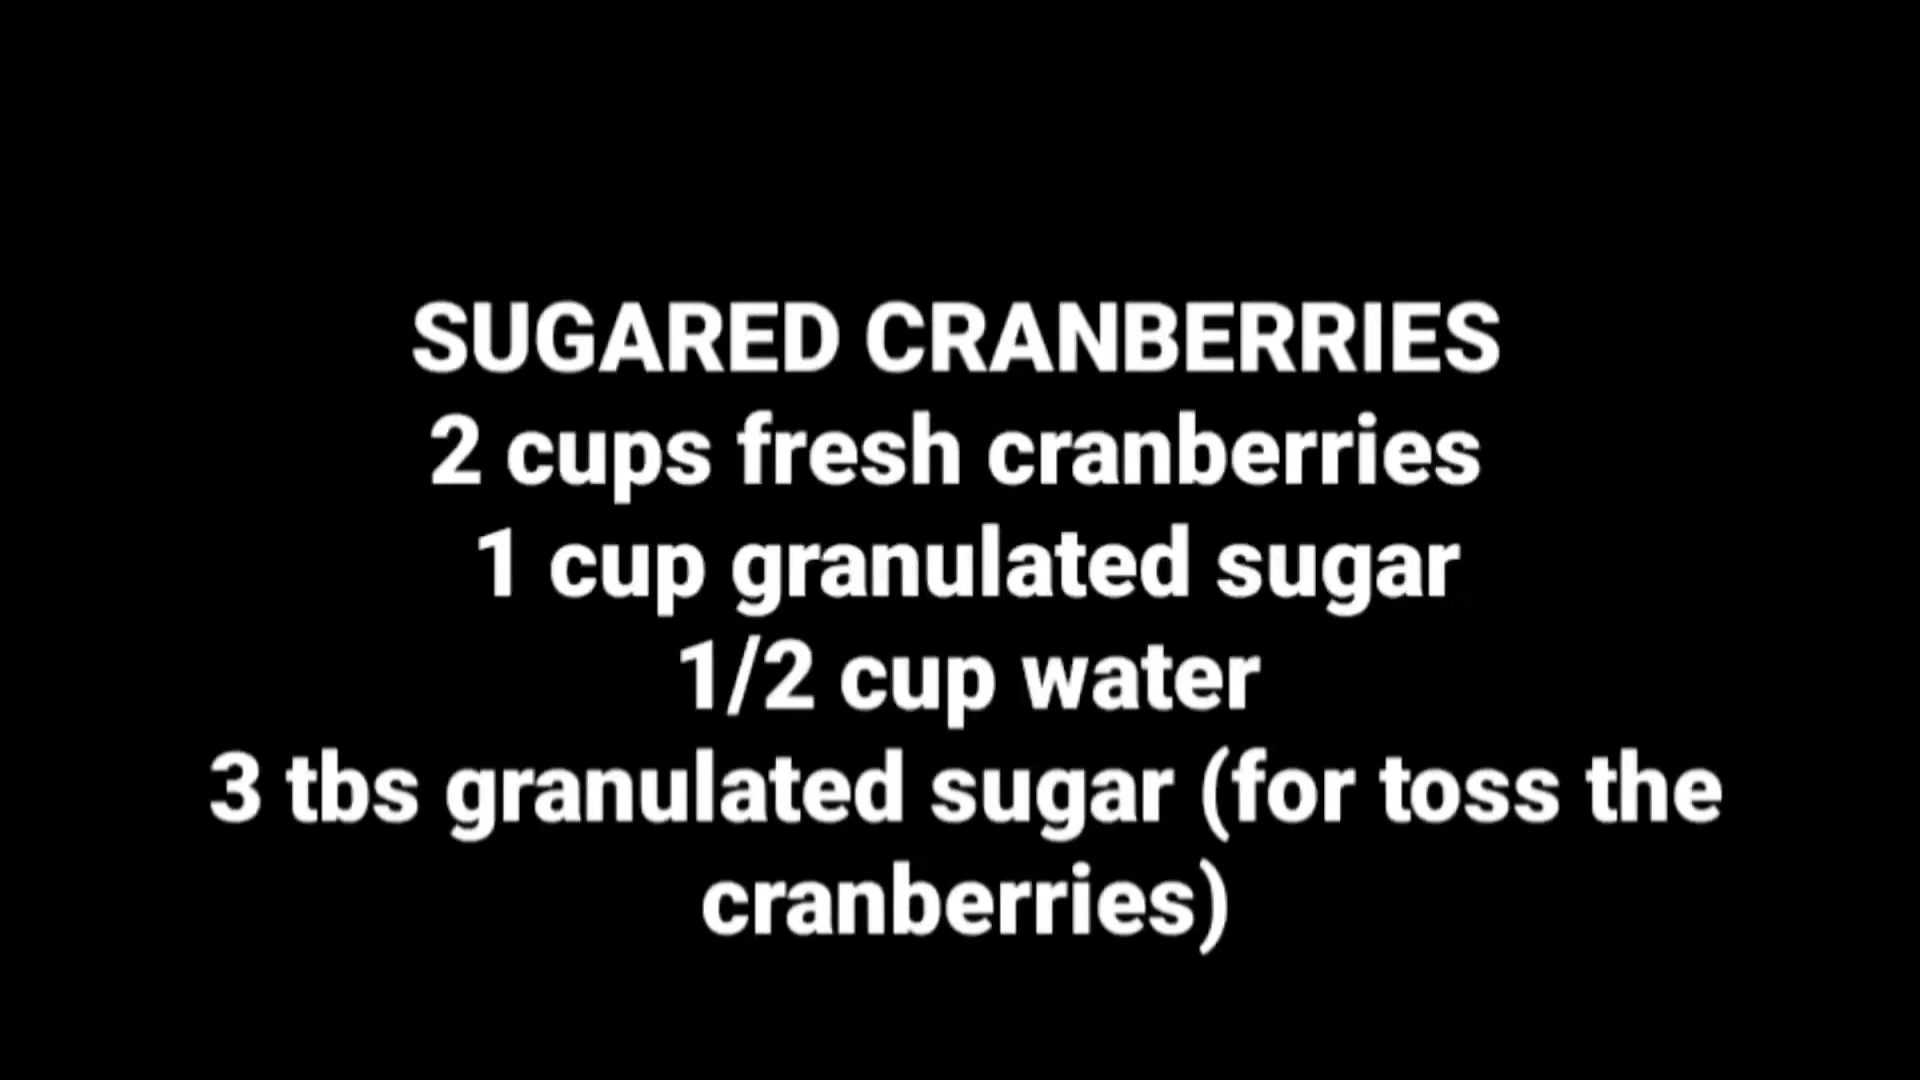 SUGARED CRANBERRIES
2 cups fresh cranberries
1 cup granulated sugar
1/2 cup water
3 tbs granulated sugar (for toss the
cranberries)